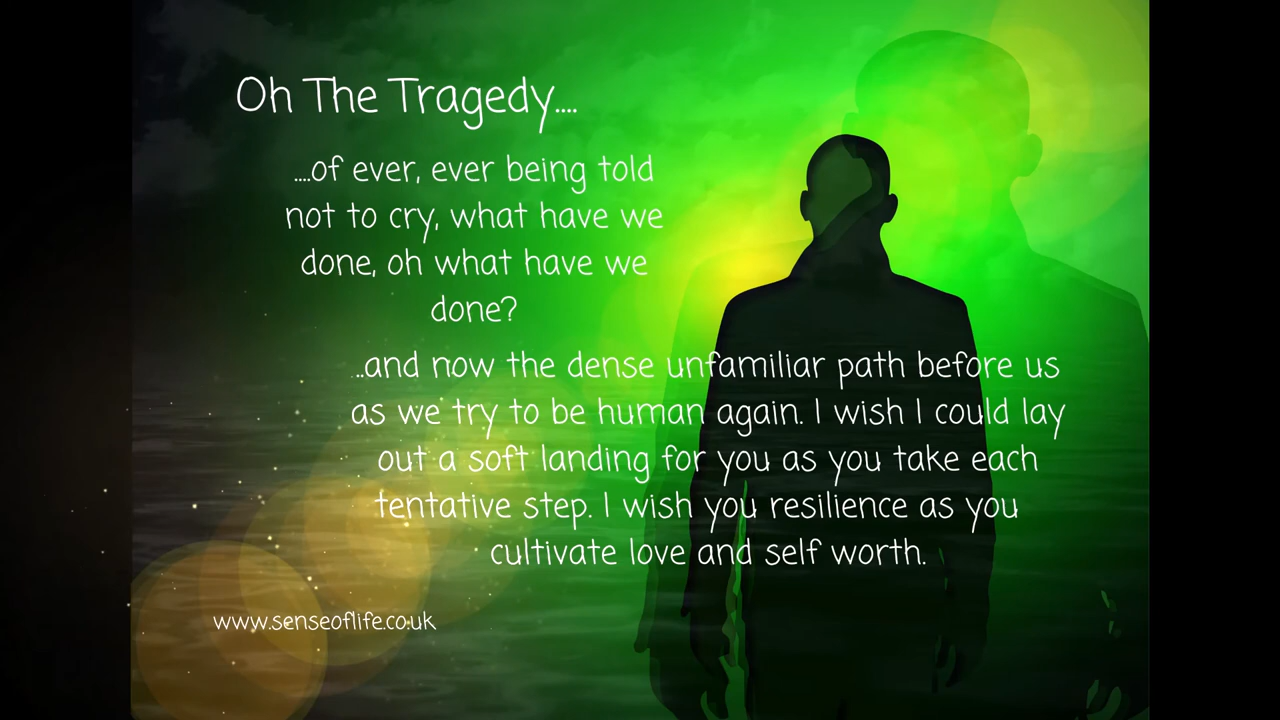 Oh The Tragedy....
....of ever, ever being told
not to cry, what have we
done, oh what have we
done?
..and now the dense unfamiliar path before us
as we try to be human again. I wish I could lay
out a soft landing for you as you take each
tentative step. I wish you resilience as you
cultivate love and self worth.
www.senseoflife.co.uk